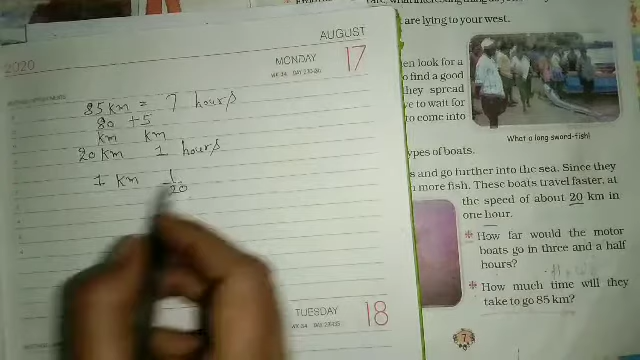 2020
AUGUST
MONDAY
17
85 km = 7 hours
80 +5
km km
20 km 1 hours
1 km 1/20
TUESDAY
18
are lying to your west.
en look for a
o find a good
hey spread
ve to wait for
to come into
What a long sword-fish!
ypes of boats.
s and go further into the sea. Since they
n more fish. These boats travel faster, at
the speed of about 20 km in
one hour.
How far would the motor
boats go in three and a half
hours?
How much time will they
take to go 85 km?
7